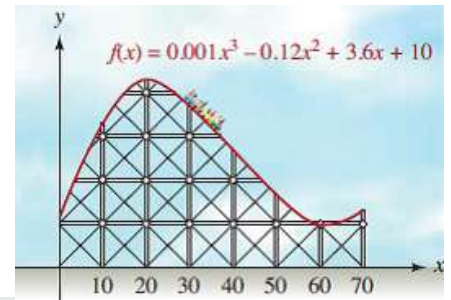 y
f(x) = 0.001x³ – 0.12x² + 3.6x + 10
x
10 20 30 40 50 60 70